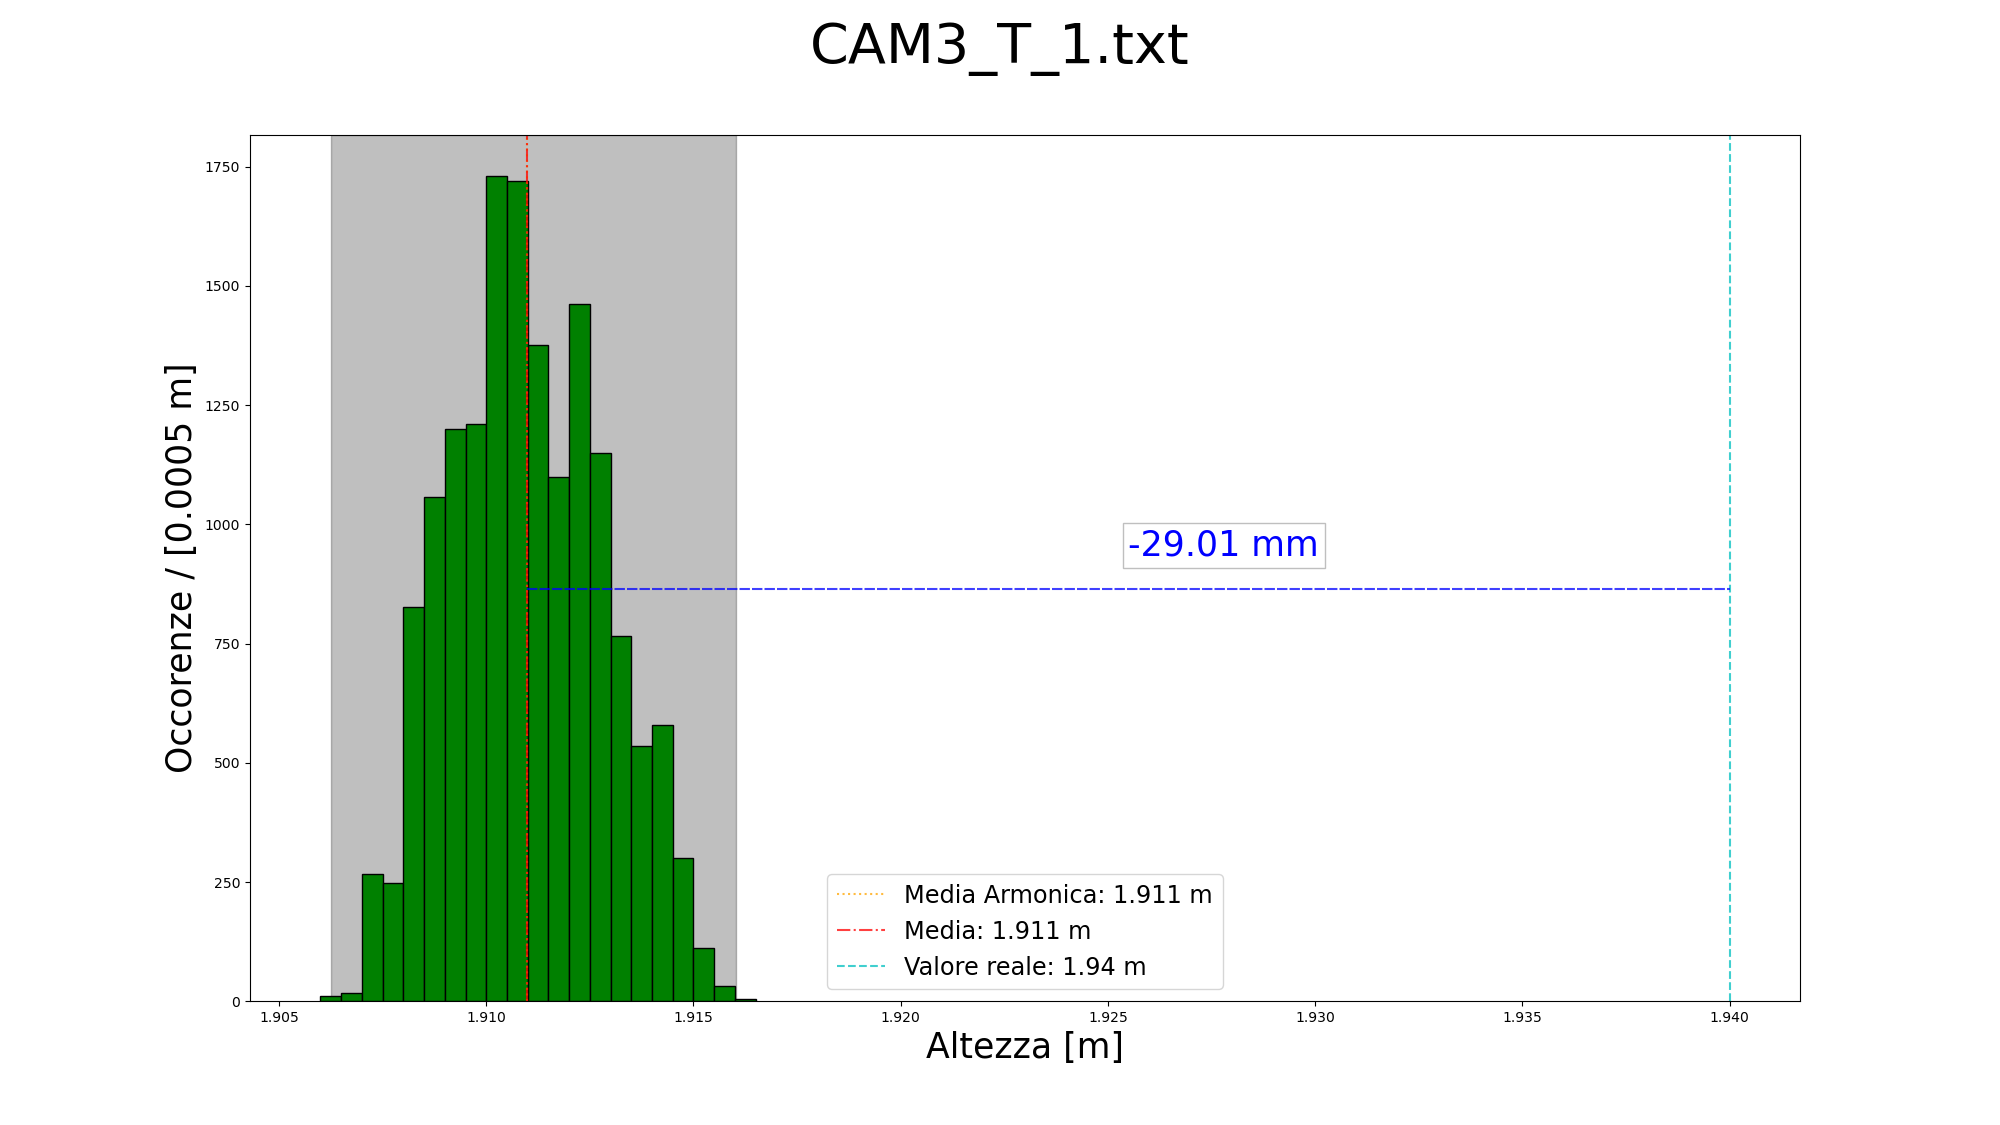 CAM3_T_1.txt
Occorenze / [0.0005 m]
1750
1500
1250
1000
750
500
250
0
-29.01 mm
Media Armonica: 1.911 m
Media: 1.911 m
Valore reale: 1.94 m
1.905 1.910 1.915 1.920 1.925 1.930 1.935 1.940
Altezza [m]